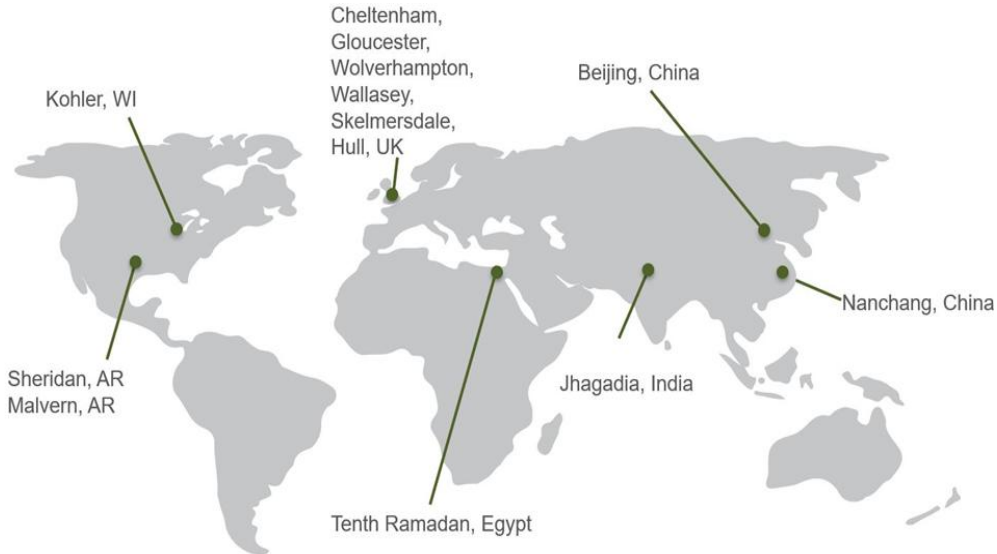 Cheltenham,
Gloucester,
Wolverhampton,
Wallasey,
Skelmersdale,
Hull, UK
Beijing, China
Kohler, WI
Nanchang, China
Sheridan, AR
Malvern, AR
Jhagadia, India
Tenth Ramadan, Egypt